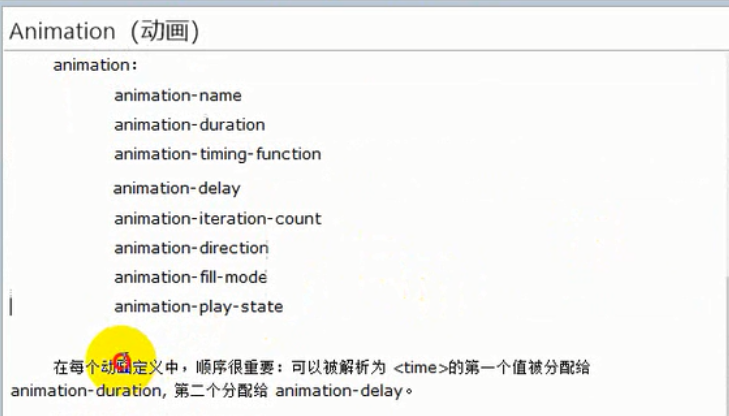 Animation（动画）
animation：
animation-name
animation-duration
animation-timing-function
animation-delay
animation-iteration-count
animation-direction
animation-fill-mode
animation-play-state
在每个动画定义中，顺序很重要：可以被解析为 <time>的第一个值被分配给
animation-duration, 第二个分配给 animation-delay。